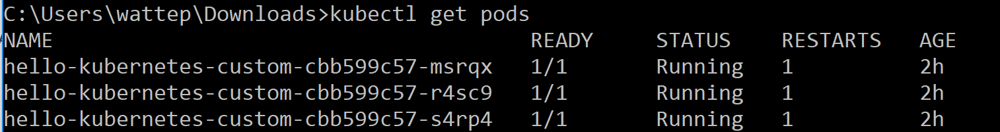 C:\Users\wattep\Downloads>kubectl get pods
NAME READY STATUS RESTARTS AGE
hello-kubernetes-custom-cbb599c57-msrqx 1/1 Running 1 2h
hello-kubernetes-custom-cbb599c57-r4sc9 1/1 Running 1 2h
hello-kubernetes-custom-cbb599c57-s4rp4 1/1 Running 1 2h